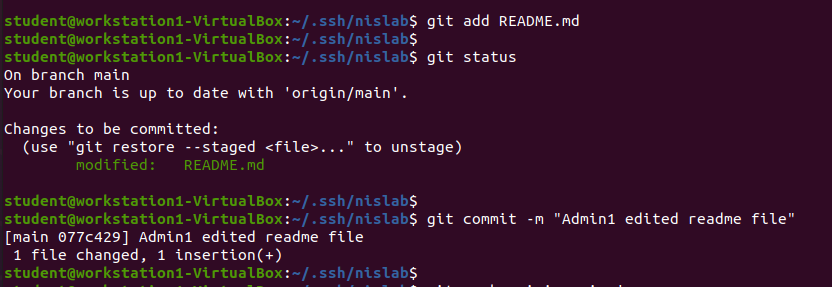 student@workstation1-VirtualBox:~/.ssh/nislab$ git add README.md
student@workstation1-VirtualBox:~/.ssh/nislab$
student@workstation1-VirtualBox:~/.ssh/nislab$ git status
On branch main
Your branch is up to date with 'origin/main'.
Changes to be committed:
  (use "git restore --staged <file>..." to unstage)
        modified:   README.md
student@workstation1-VirtualBox:~/.ssh/nislab$
student@workstation1-VirtualBox:~/.ssh/nislab$ git commit -m "Admin1 edited readme file"
[main 077c429] Admin1 edited readme file
 1 file changed, 1 insertion(+)
student@workstation1-VirtualBox:~/.ssh/nislab$